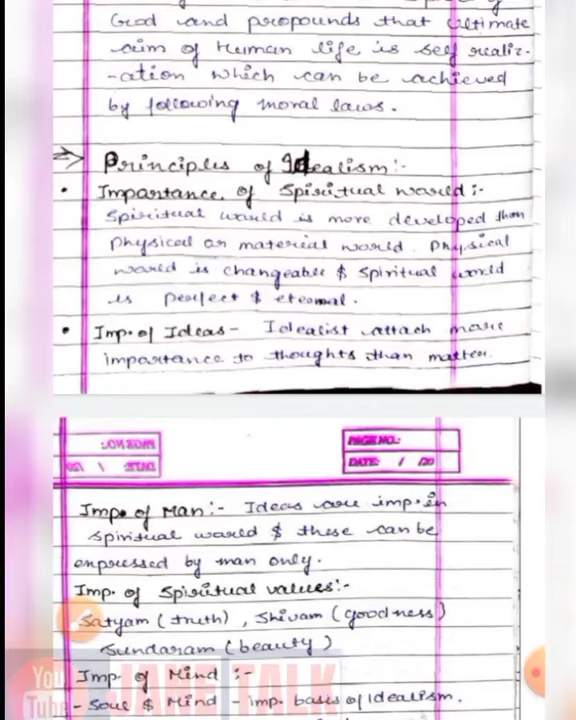 God and propounds that ultimate
aim of Human life is self realiz-
-ation which can be achieved
by following moral laws.
Principles of Idealism:-
• Importance of Spiritual world :-
Spiritual world is more developed than
physical or material world. Physical
world is changeable & Spiritual world
is perfect & eternal.
• Imp. of Ideas - Idealist attach more
importance to thoughts than matter.
PAGE NO.:
DATE: / /20
Imp. of Man:- Ideas are imp. in
spiritual world & these can be
expressed by man only.
Imp. of Spiritual values:-
Satyam (truth), Shivam (goodness)
Sundaram (beauty)
Imp. of Mind :-
- Soul & Mind - imp. bases of Idealism.
You
Tube
TALK